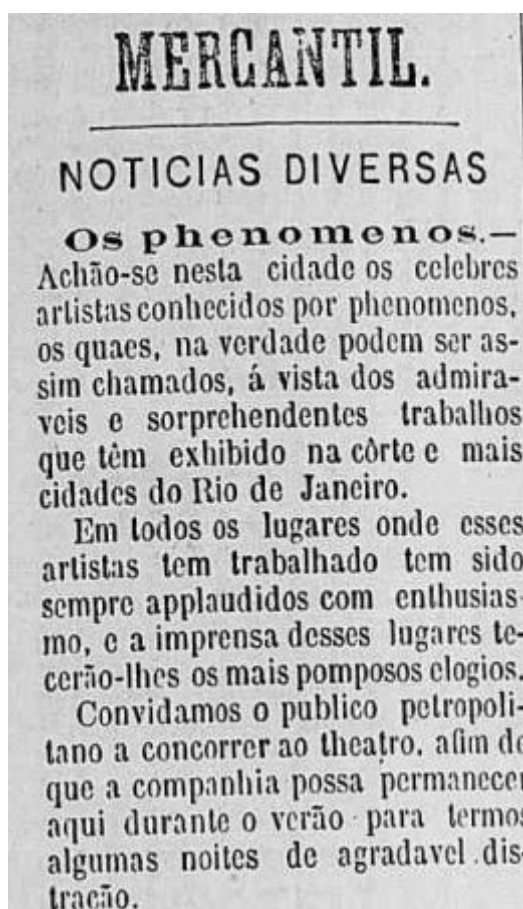 MERCANTIL.
NOTICIAS DIVERSAS
Os phenomenos.—
Achão-se nesta cidade os celebres
artistas conhecidos por phenomenos,
os quaes, na verdade podem ser as-
sim chamados, á vista dos admira-
veis e sorprehendentes trabalhos
que têm exhibido na côrte e mais
cidades do Rio de Janeiro.
Em todos os lugares onde esses
artistas tem trabalhado tem sido
sempre applaudidos com enthusias-
mo, e a imprensa desses lugares te-
cerão-lhes os mais pomposos elogios.
Convidamos o publico petropoli-
tano a concorrer ao theatro, afim de
que a companhia possa permanecer
aqui durante o verão para termos
algumas noites de agradavel dis-
tracão.